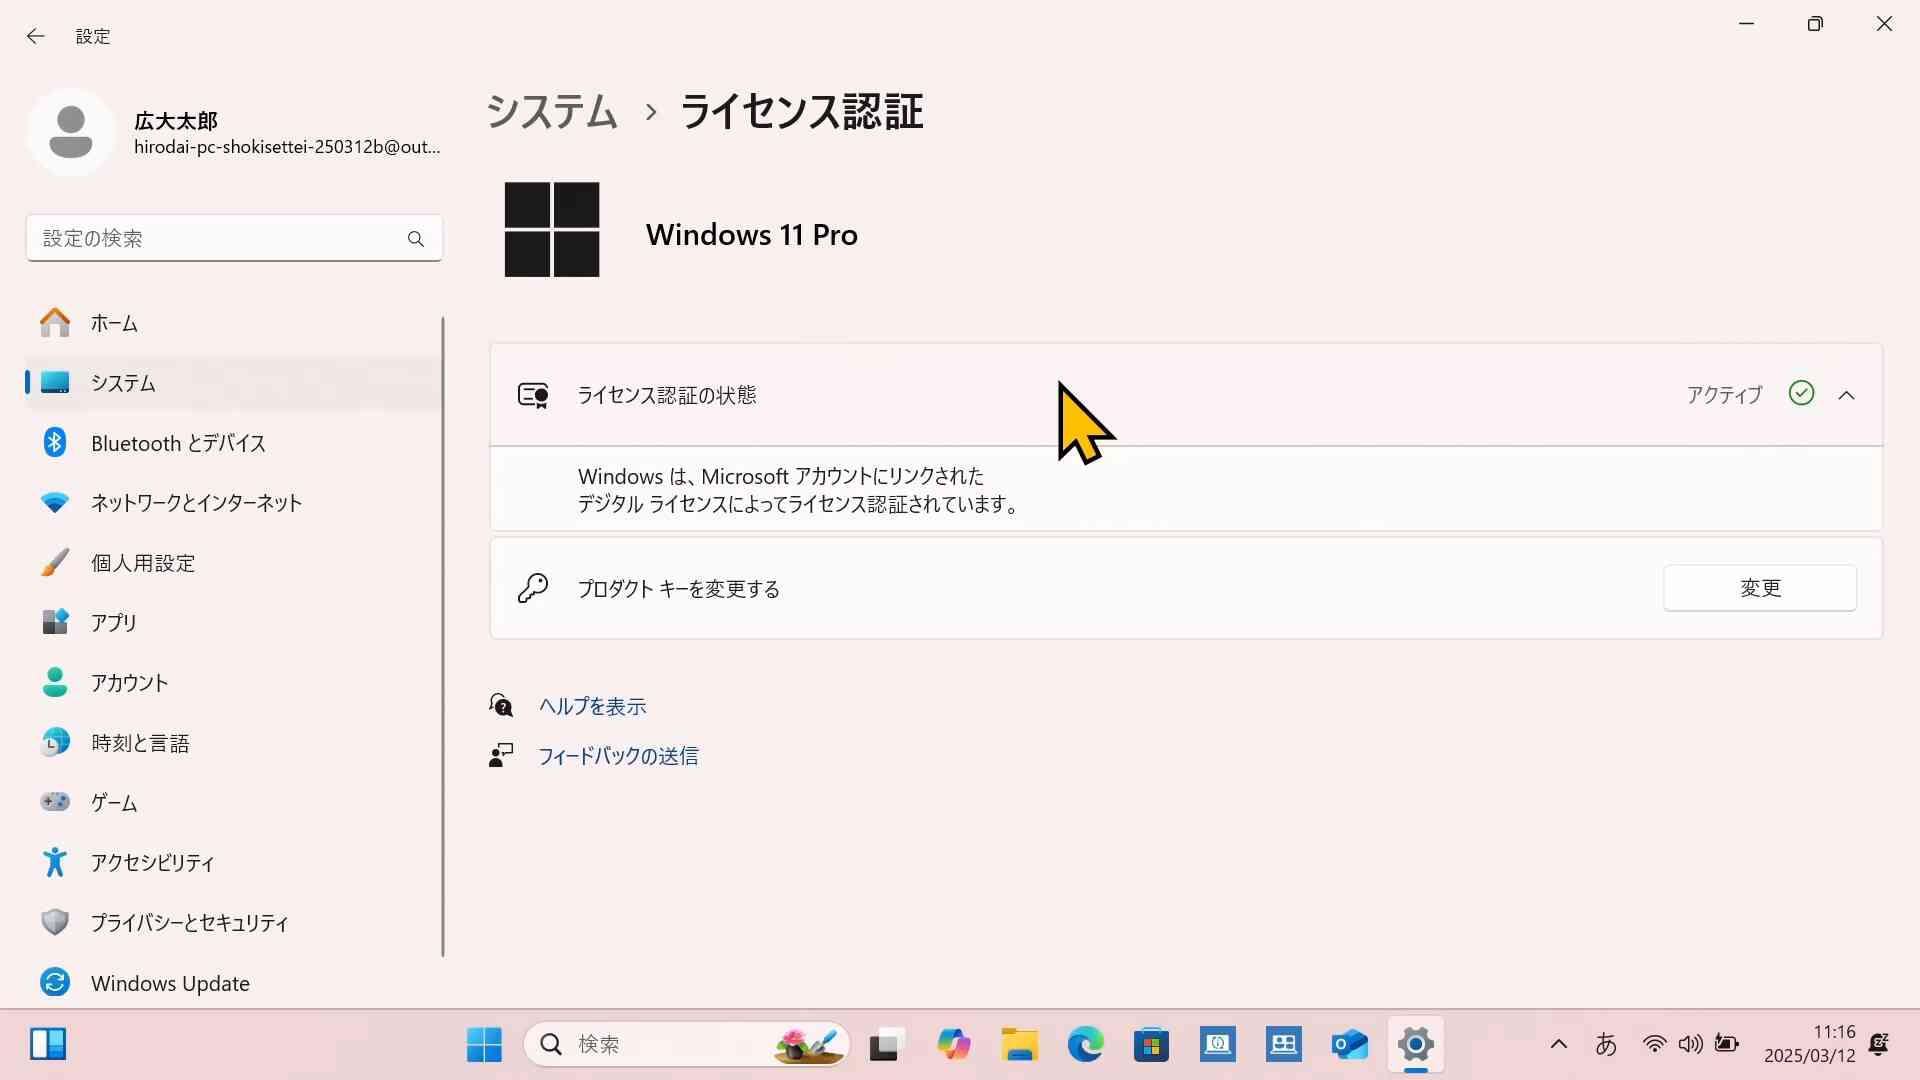 設定
広大太郎
hirodai-pc-shokisettei-250312b@out...
設定の検索
ホーム
システム
Bluetooth とデバイス
ネットワークとインターネット
個人用設定
アプリ
アカウント
時刻と言語
ゲーム
アクセシビリティ
プライバシーとセキュリティ
Windows Update
システム › ライセンス認証
Windows 11 Pro
ライセンス認証の状態
アクティブ
Windows は、Microsoft アカウントにリンクされた
デジタル ライセンスによってライセンス認証されています。
プロダクト キーを変更する
変更
ヘルプを表示
フィードバックの送信
検索
あ
11:16
2025/03/12